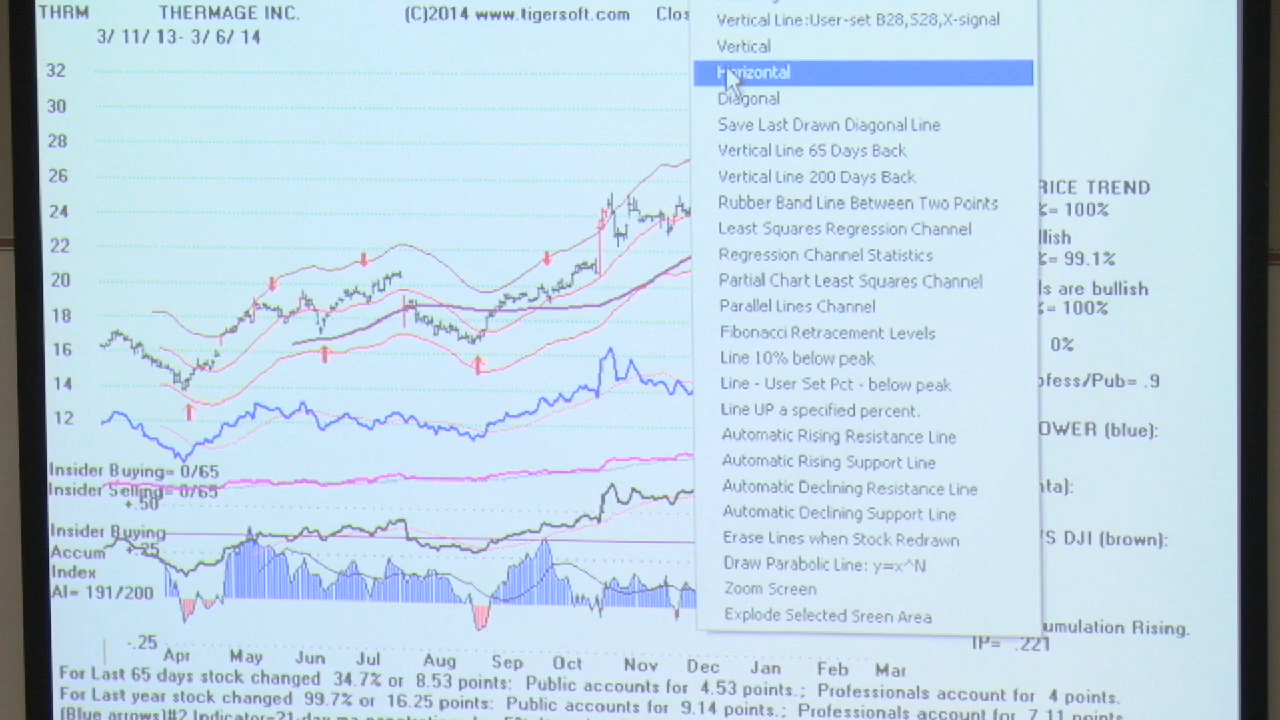 THRM THERMAGE INC. (C)2014 www.tigersoft.com Clos
3/ 11/ 13- 3/ 6/ 14
32
30
28
26
24
22
20
18
16
14
12
Vertical Line:User-set B28,S28,X-signal
Vertical
Horizontal
Diagonal
Save Last Drawn Diagonal Line
Vertical Line 65 Days Back
Vertical Line 200 Days Back
Rubber Band Line Between Two Points
Least Squares Regression Channel
Regression Channel Statistics
Partial Chart Least Squares Channel
Parallel Lines Channel
Fibonacci Retracement Levels
Line 10% below peak
Line - User Set Pct - below peak
Line UP a specified percent.
Automatic Rising Resistance Line
Automatic Rising Support Line
Automatic Declining Resistance Line
Automatic Declining Support Line
Erase Lines when Stock Redrawn
Draw Parabolic Line: y=x^N
Zoom Screen
Explode Selected Sreen Area
RICE TREND
%= 100%
llish
%= 99.1%
ls are bullish
%= 100%
0%
ofess/Pub= .9
OWER (blue):
nta):
'S DJI (brown):
umulation Rising.
IP= .221
Insider Buying= 0/65
Insider Selling= 0/65
+.50
Insider Buying
Accum +.25
Index
AI= 191/200
-.25
Apr May Jun Jul Aug Sep Oct Nov Dec Jan Feb Mar
For Last 65 days stock changed 34.7% or 8.53 points: Public accounts for 4.53 points.; Professionals account for 4 points.
For Last year stock changed 99.7% or 16.25 points: Public accounts for 9.14 points.; Professionals account for 7.11 points.
(Blue arrows)#2 Indicator=21-day ma